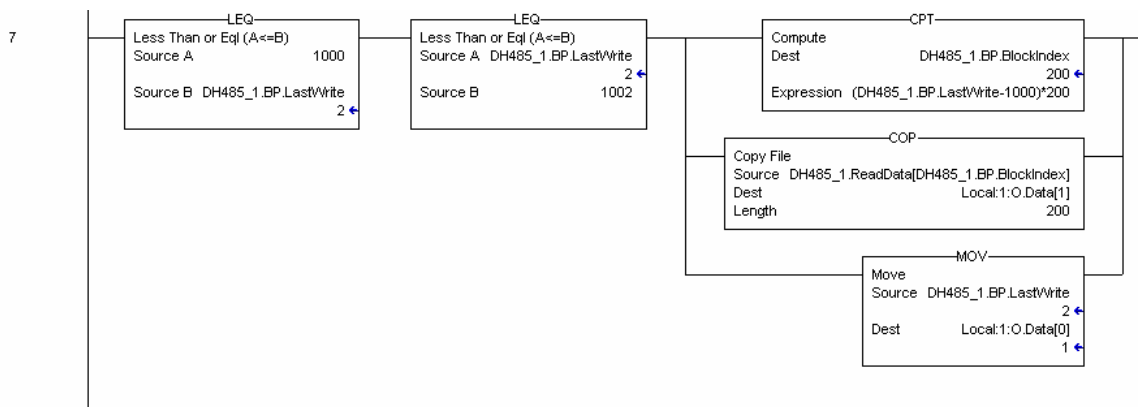 7
LEQ
Less Than or Eql (A<=B)
Source A 1000
Source B DH485_1.BP.LastWrite
2
LEQ
Less Than or Eql (A<=B)
Source A DH485_1.BP.LastWrite
2
Source B 1002
CPT
Compute
Dest DH485_1.BP.BlockIndex
200
Expression (DH485_1.BP.LastWrite-1000)*200
COP
Copy File
Source DH485_1.ReadData[DH485_1.BP.BlockIndex]
Dest Local:1:O.Data[1]
Length 200
MOV
Move
Source DH485_1.BP.LastWrite
2
Dest Local:1:O.Data[0]
1